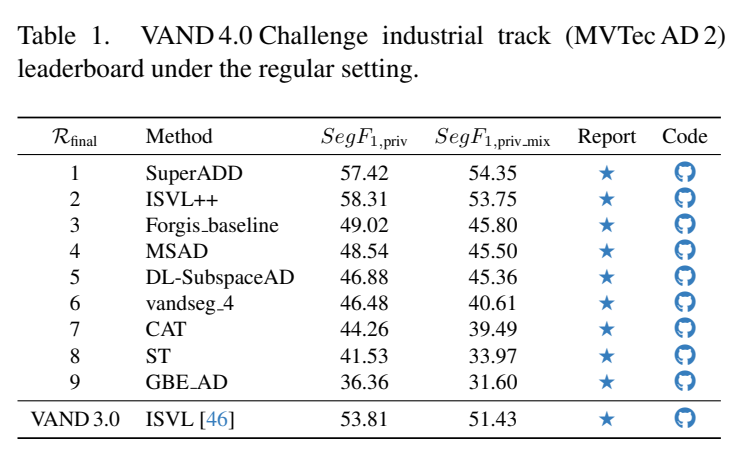 Table 1. VAND 4.0 Challenge industrial track (MVTec AD 2)
leaderboard under the regular setting.
R_final Method SegF_1,priv SegF_1,priv_mix Report Code
1 SuperADD 57.42 54.35 ★
2 ISVL++ 58.31 53.75 ★
3 Forgis_baseline 49.02 45.80 ★
4 MSAD 48.54 45.50 ★
5 DL-SubspaceAD 46.88 45.36 ★
6 vandseg_4 46.48 40.61 ★
7 CAT 44.26 39.49 ★
8 ST 41.53 33.97 ★
9 GBE_AD 36.36 31.60 ★
VAND 3.0 ISVL [46] 53.81 51.43 ★